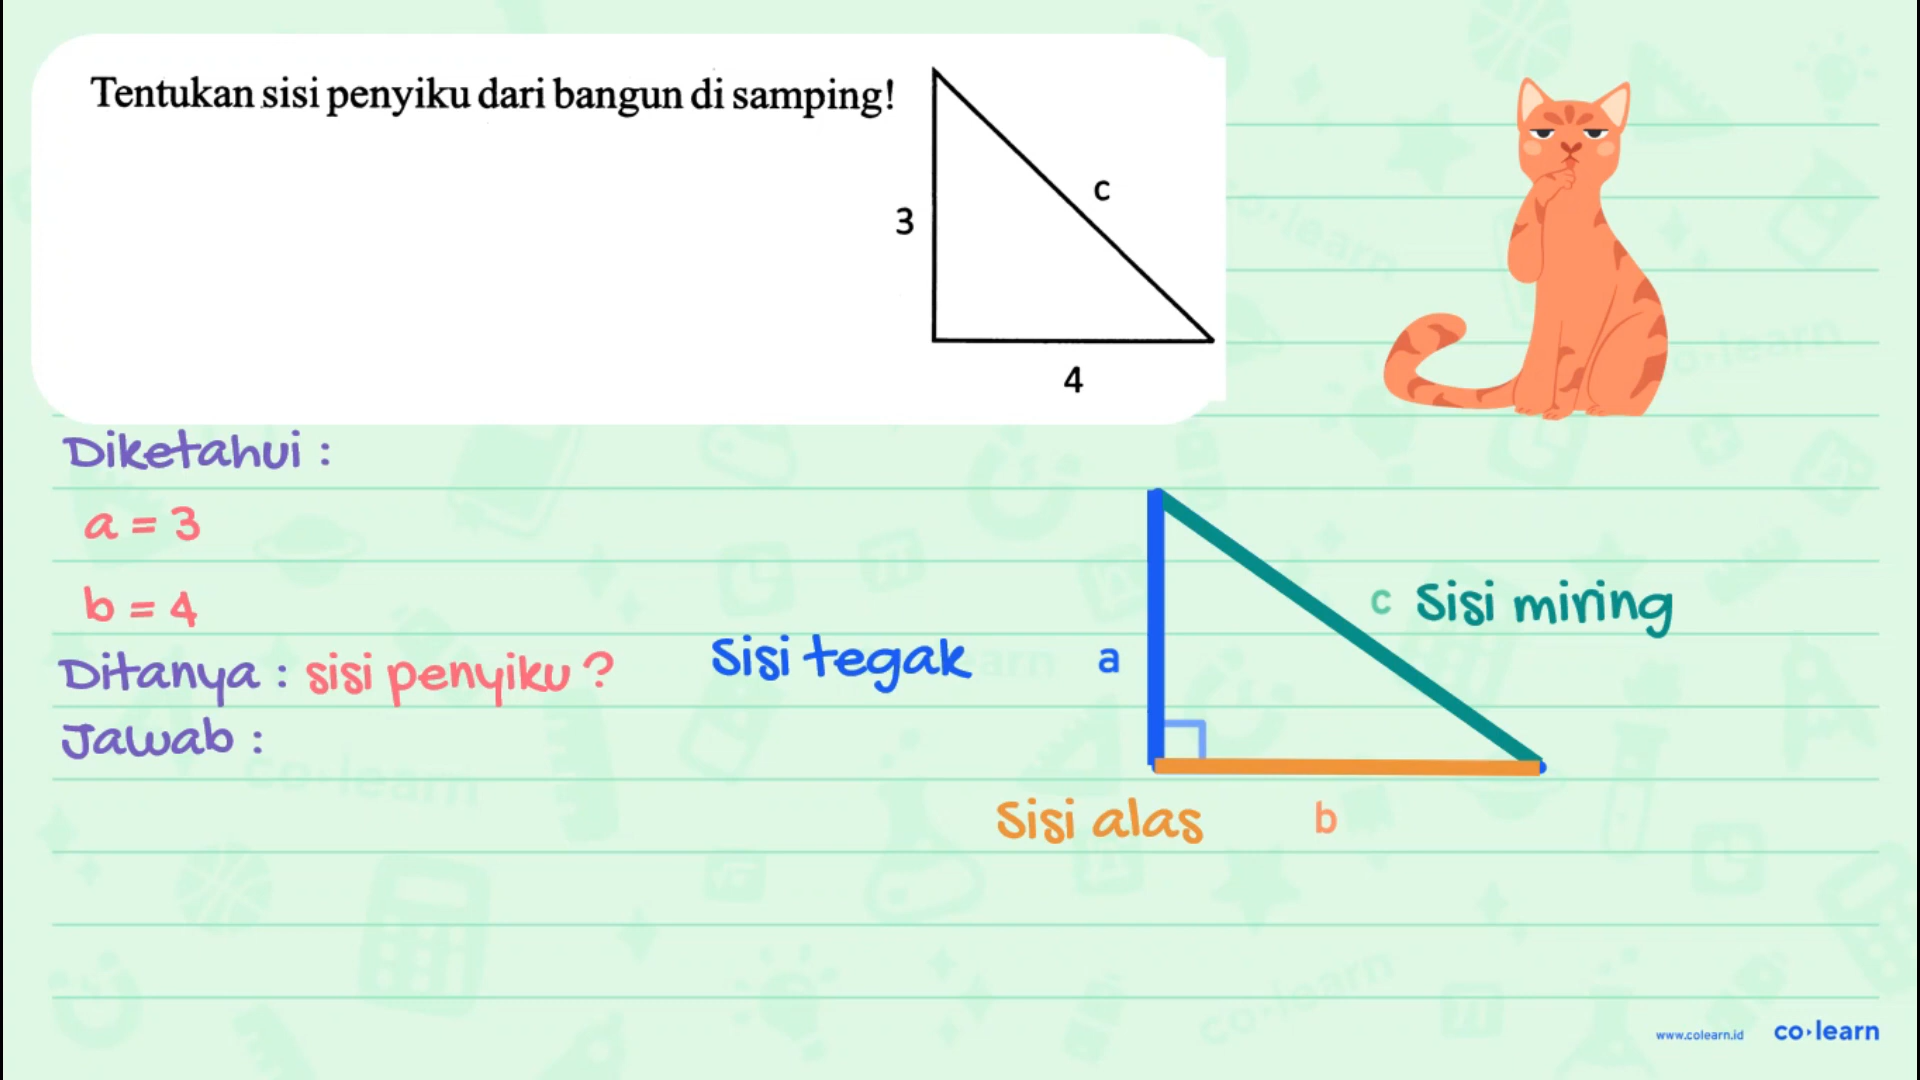 Tentukan sisi penyiku dari bangun di samping!
c
3
4
Diketahui :
a = 3
b = 4
Ditanya : sisi penyiku ?
Jawab :
c Sisi miring
Sisi tegak a
Sisi alas b
www.colearn.id co·learn